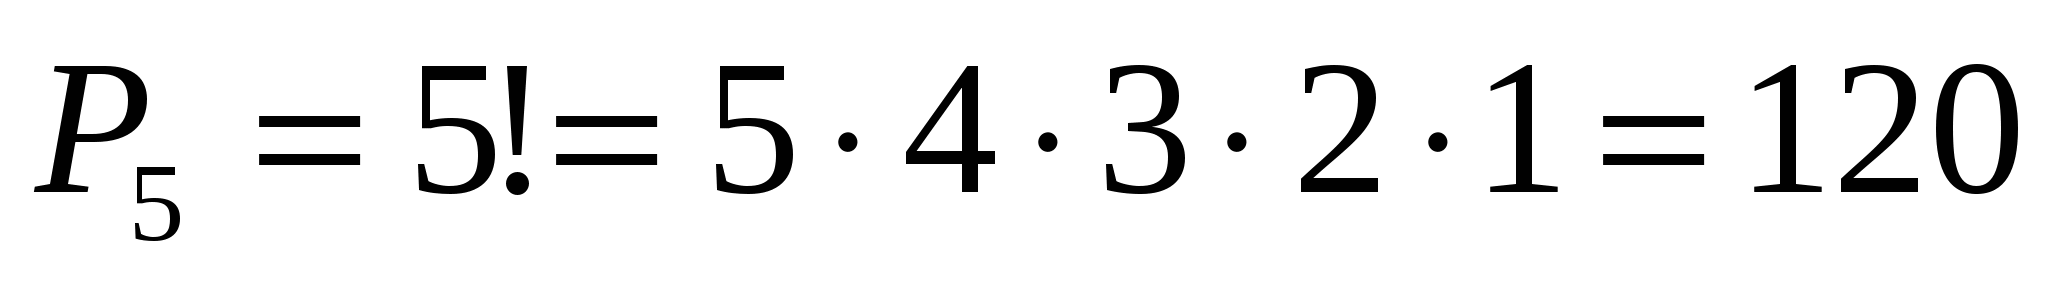 P₅ = 5!= 5 · 4 · 3 · 2 · 1 = 120